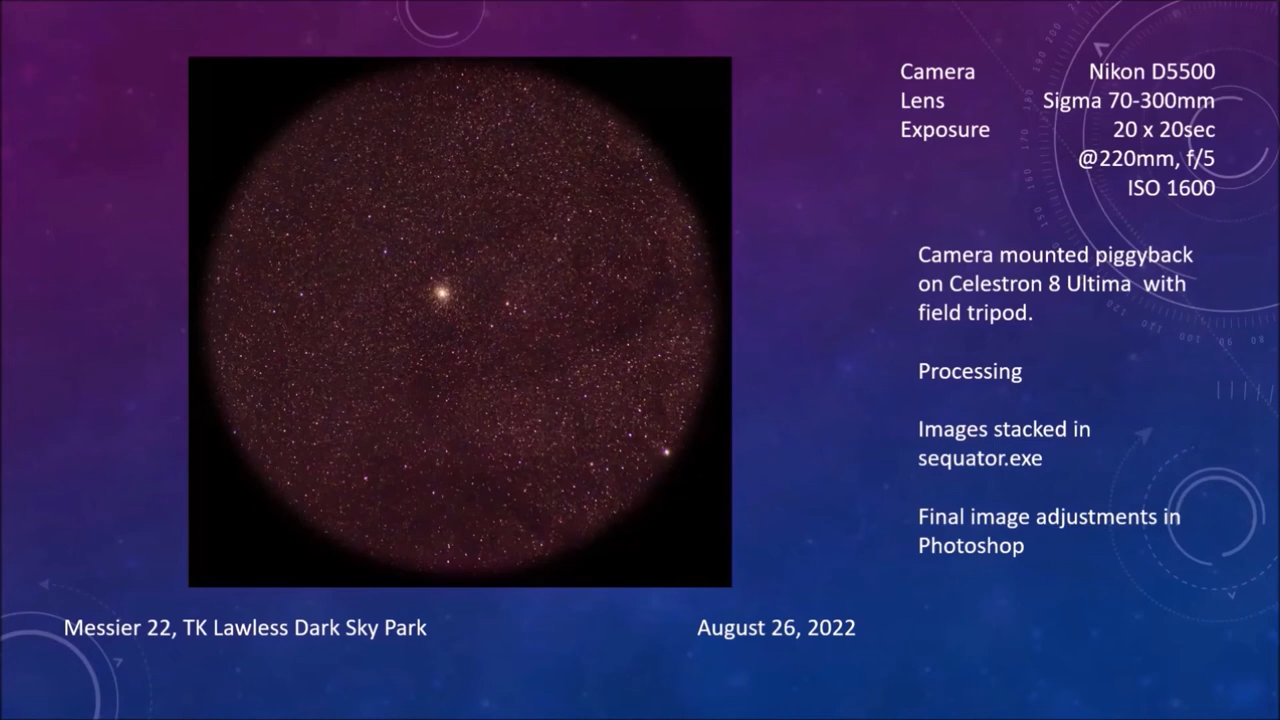 Camera Nikon D5500
Lens Sigma 70-300mm
Exposure 20 x 20sec
@220mm, f/5
ISO 1600
Camera mounted piggyback
on Celestron 8 Ultima with
field tripod.
Processing
Images stacked in
sequator.exe
Final image adjustments in
Photoshop
Messier 22, TK Lawless Dark Sky Park
August 26, 2022